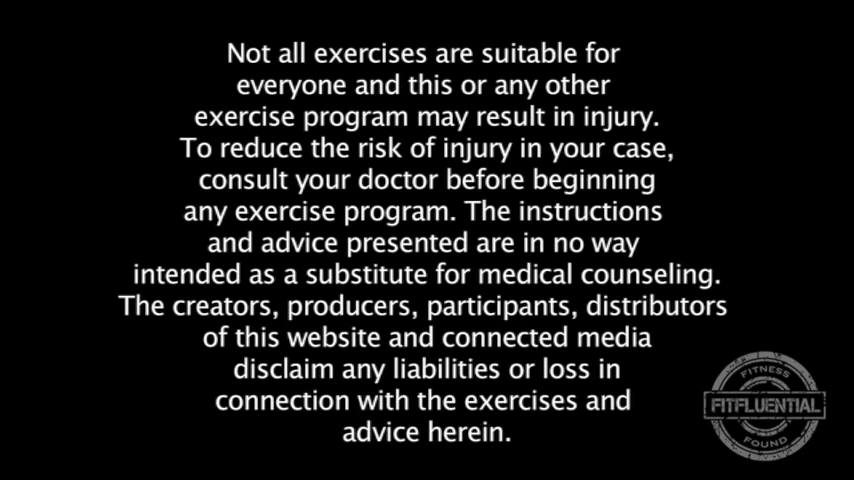 Not all exercises are suitable for
everyone and this or any other
exercise program may result in injury.
To reduce the risk of injury in your case,
consult your doctor before beginning
any exercise program. The instructions
and advice presented are in no way
intended as a substitute for medical counseling.
The creators, producers, participants, distributors
of this website and connected media
disclaim any liabilities or loss in
connection with the exercises and
advice herein.
FITNESS
FITFLUENTIAL
FOUND